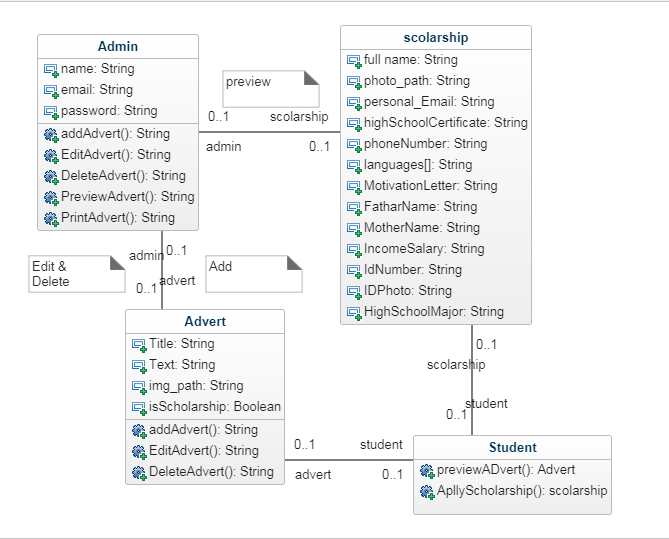 Admin
name: String
email: String
password: String
addAdvert(): String
EditAdvert(): String
DeleteAdvert(): String
PreviewAdvert(): String
PrintAdvert(): String
preview
0..1 scolarship
admin 0..1
scolarship
full name: String
photo_path: String
personal_Email: String
highSchoolCertificate: String
phoneNumber: String
languages[]: String
MotivationLetter: String
FatharName: String
MotherName: String
IncomeSalary: String
IdNumber: String
IDPhoto: String
HighSchoolMajor: String
admin 0..1
0..1 advert
Edit &
Delete
Add
Advert
Title: String
Text: String
img_path: String
isScholarship: Boolean
addAdvert(): String
EditAdvert(): String
DeleteAdvert(): String
0..1
scolarship
student
0..1
0..1 student
advert 0..1
Student
previewADvert(): Advert
ApllyScholarship(): scolarship